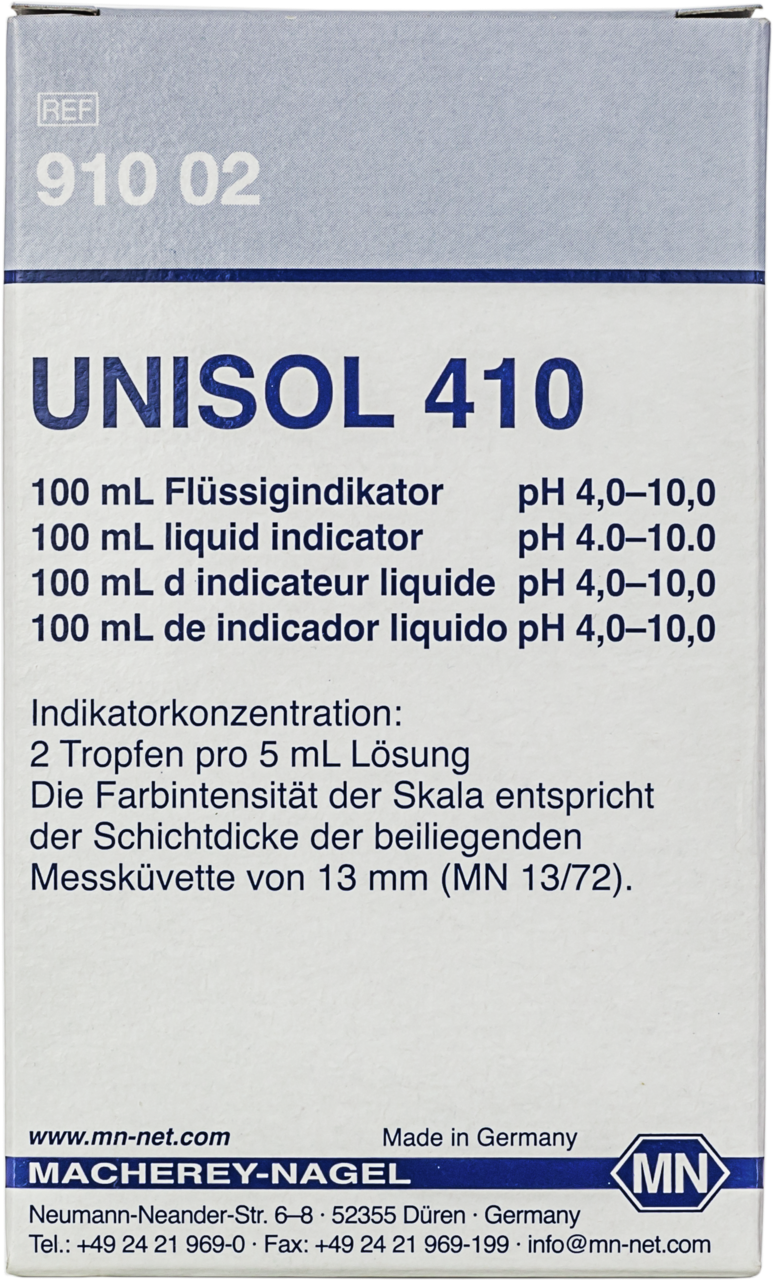 REF
910 02
UNISOL 410
100 mL Flüssigindikator pH 4,0–10,0
100 mL liquid indicator pH 4.0–10.0
100 mL d indicateur liquide pH 4,0–10,0
100 mL de indicador liquido pH 4,0–10,0
Indikatorkonzentration:
2 Tropfen pro 5 mL Lösung
Die Farbintensität der Skala entspricht
der Schichtdicke der beiliegenden
Messküvette von 13 mm (MN 13/72).
www.mn-net.com Made in Germany
MACHEREY-NAGEL MN
Neumann-Neander-Str. 6–8 · 52355 Düren · Germany
Tel.: +49 24 21 969-0 · Fax: +49 24 21 969-199 · info@mn-net.com